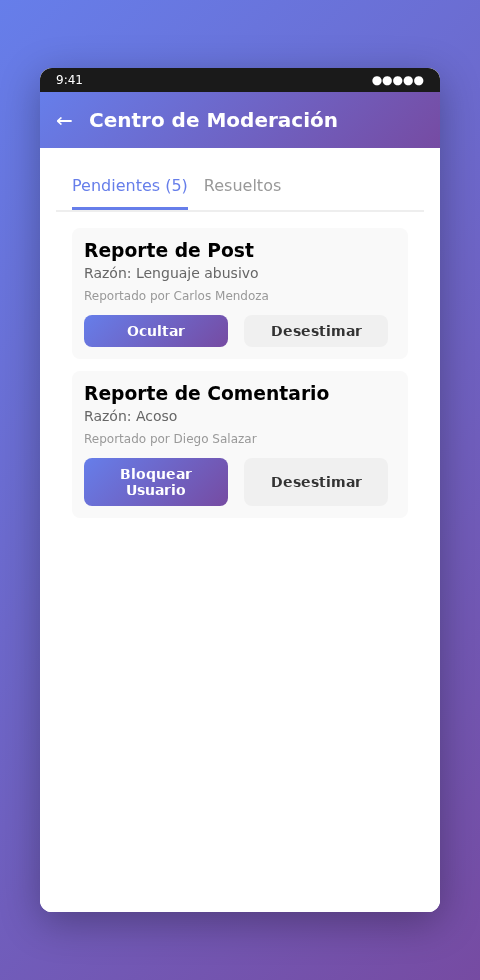 9:41 ●●●●●
← Centro de Moderación
Pendientes (5) Resueltos
Reporte de Post
Razón: Lenguaje abusivo
Reportado por Carlos Mendoza
Ocultar Desestimar
Reporte de Comentario
Razón: Acoso
Reportado por Diego Salazar
Bloquear
Usuario
Desestimar